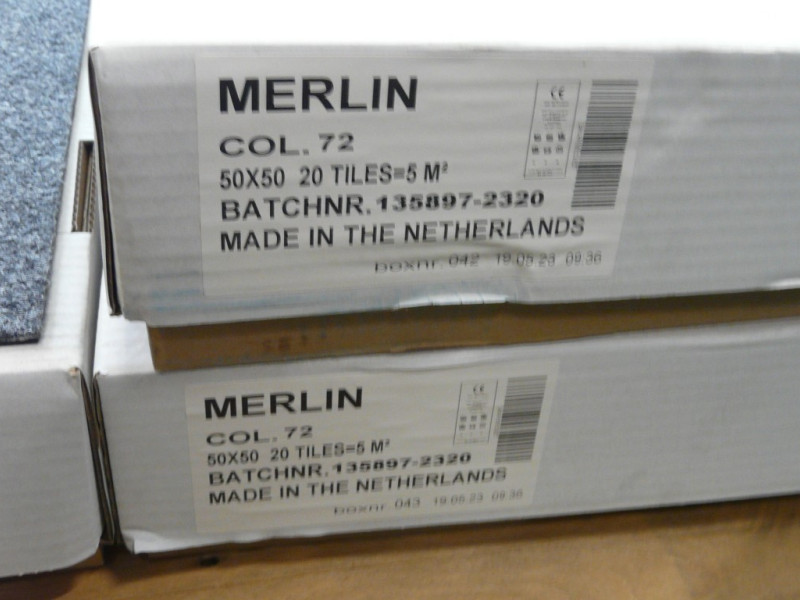 MERLIN
COL. 72
50X50 20 TILES=5 M²
BATCHNR. 135897-2320
MADE IN THE NETHERLANDS
boxnr. 042 19.05.23 09:36
CE
MERLIN
COL. 72
50X50 20 TILES=5 M²
BATCHNR. 135897-2320
MADE IN THE NETHERLANDS
boxnr. 043 19.05.23 09:36
CE